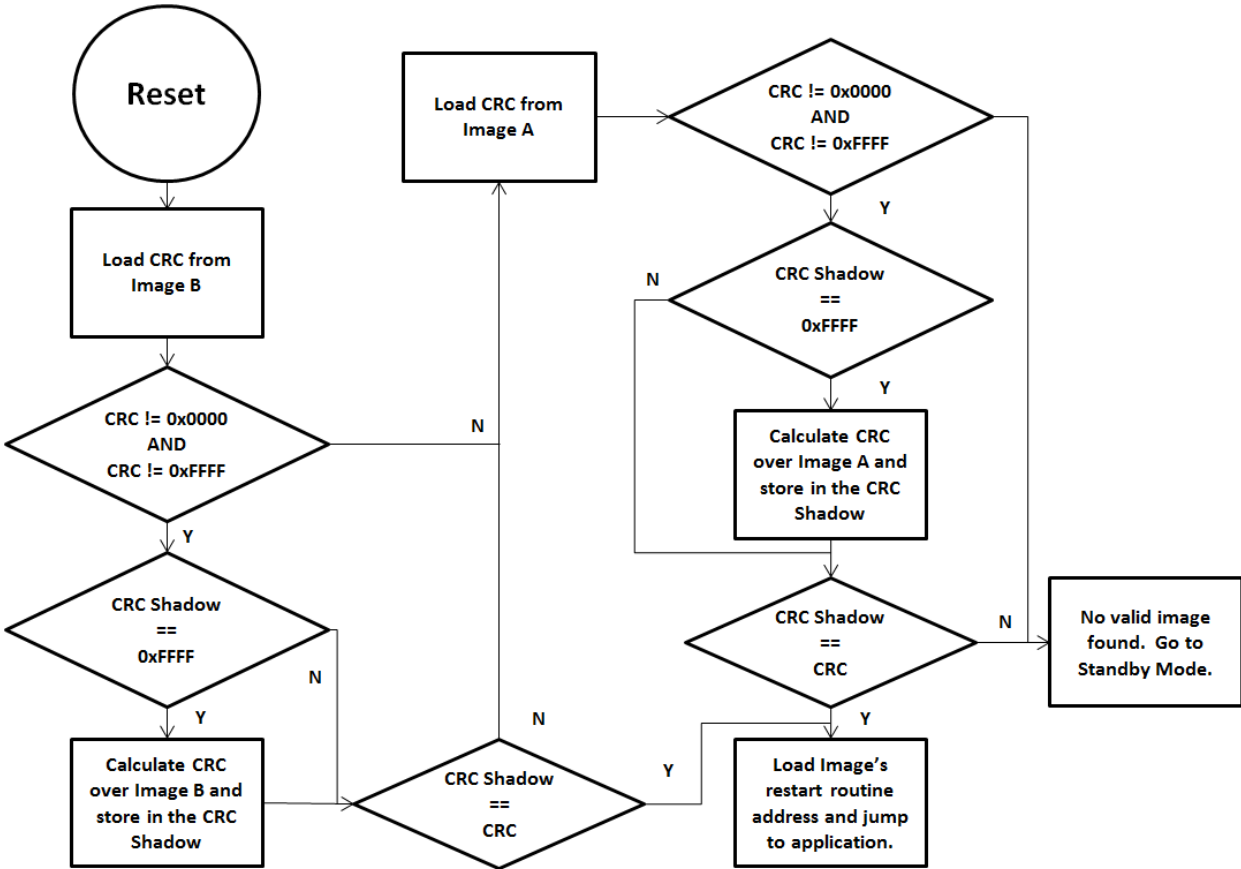 Reset
Load CRC from
Image B
CRC != 0x0000
AND
CRC != 0xFFFF
N
Y
CRC Shadow
==
0xFFFF
N
Y
Calculate CRC
over Image B and
store in the CRC
Shadow
CRC Shadow
==
CRC
N
Y
Load CRC from
Image A
CRC != 0x0000
AND
CRC != 0xFFFF
Y
CRC Shadow
==
0xFFFF
N
Y
Calculate CRC
over Image A and
store in the CRC
Shadow
CRC Shadow
==
CRC
N
Y
No valid image
found. Go to
Standby Mode.
Load Image's
restart routine
address and jump
to application.